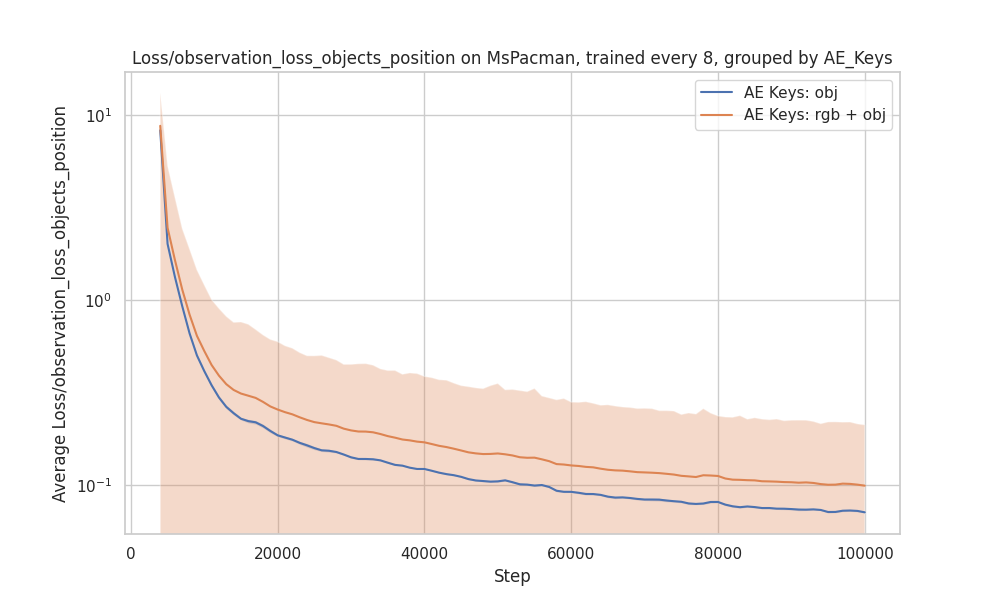 Loss/observation_loss_objects_position on MsPacman, trained every 8, grouped by AE_Keys
AE Keys: obj
AE Keys: rgb + obj
Average Loss/observation_loss_objects_position
10¹
10⁰
10⁻¹
0
20000
40000
60000
80000
100000
Step